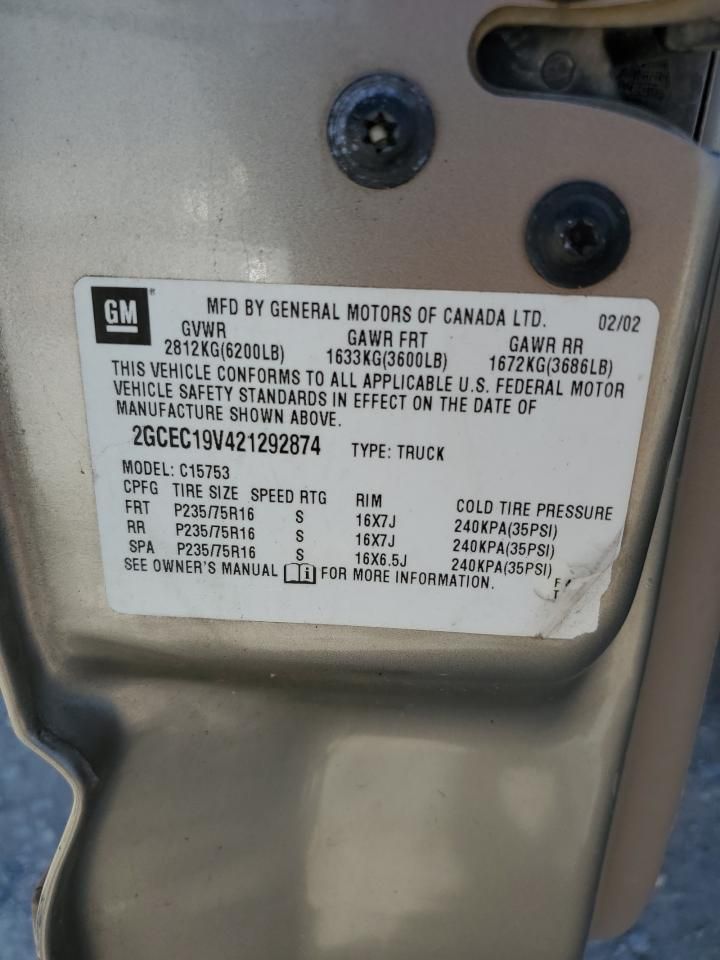 GM MFD BY GENERAL MOTORS OF CANADA LTD. 02/02
GVWR GAWR FRT GAWR RR
2812KG(6200LB) 1633KG(3600LB) 1672KG(3686LB)
THIS VEHICLE CONFORMS TO ALL APPLICABLE U.S. FEDERAL MOTOR
VEHICLE SAFETY STANDARDS IN EFFECT ON THE DATE OF
MANUFACTURE SHOWN ABOVE.
2GCEC19V421292874 TYPE: TRUCK
MODEL: C15753
CPFG TIRE SIZE SPEED RTG RIM COLD TIRE PRESSURE
FRT P235/75R16 S 16X7J 240KPA(35PSI)
RR P235/75R16 S 16X7J 240KPA(35PSI)
SPA P235/75R16 S 16X6.5J 240KPA(35PSI)
SEE OWNER'S MANUAL FOR MORE INFORMATION.